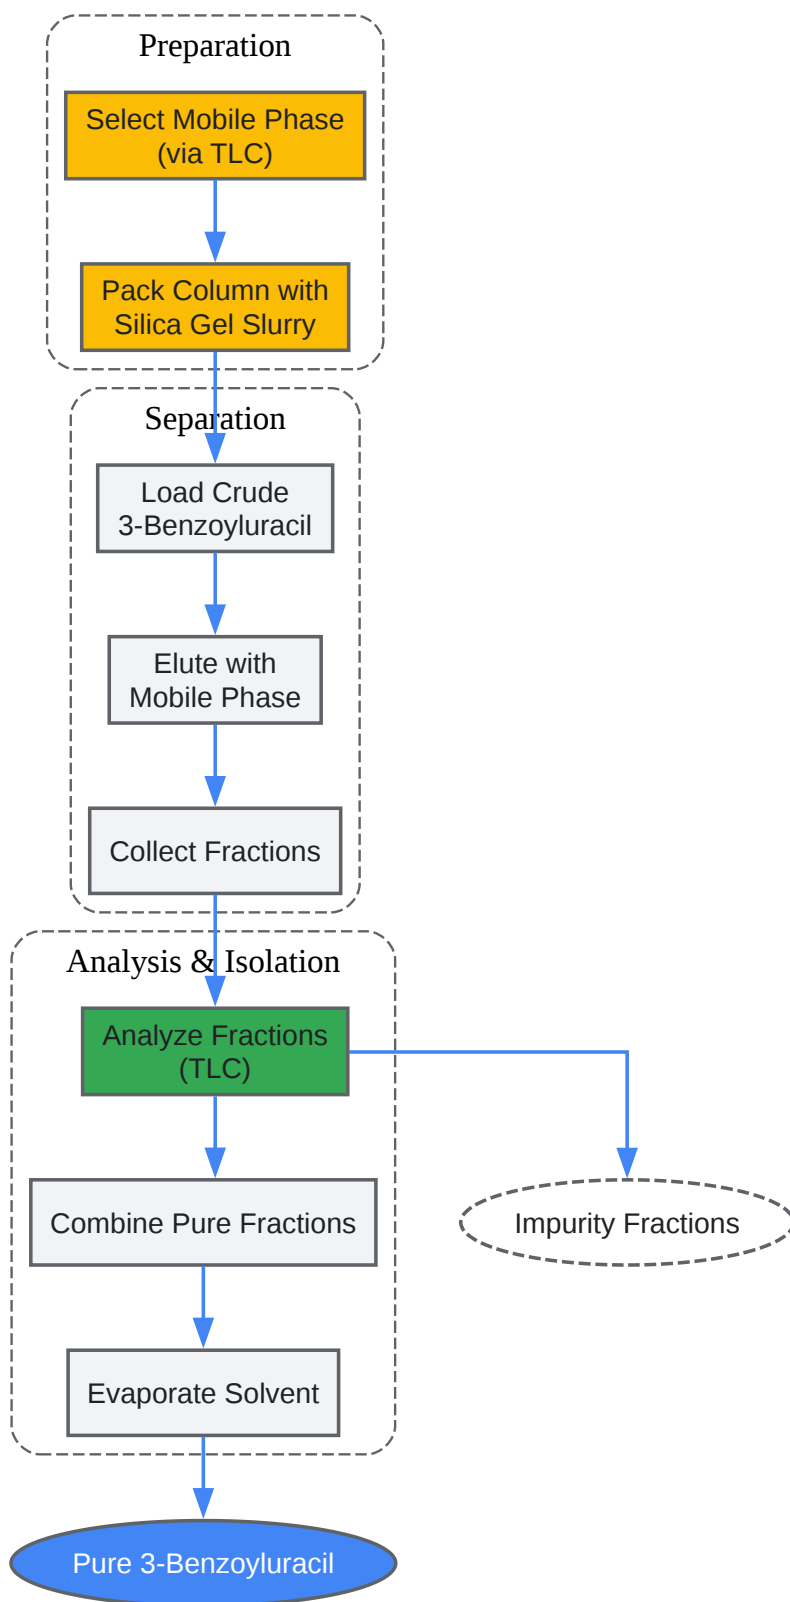 Preparation
Select Mobile Phase
(via TLC)
Pack Column with
Silica Gel Slurry
Separation
Load Crude
3-Benzoyluracil
Elute with
Mobile Phase
Collect Fractions
Analysis & Isolation
Analyze Fractions
(TLC)
Combine Pure Fractions
Impurity Fractions
Evaporate Solvent
Pure 3-Benzoyluracil